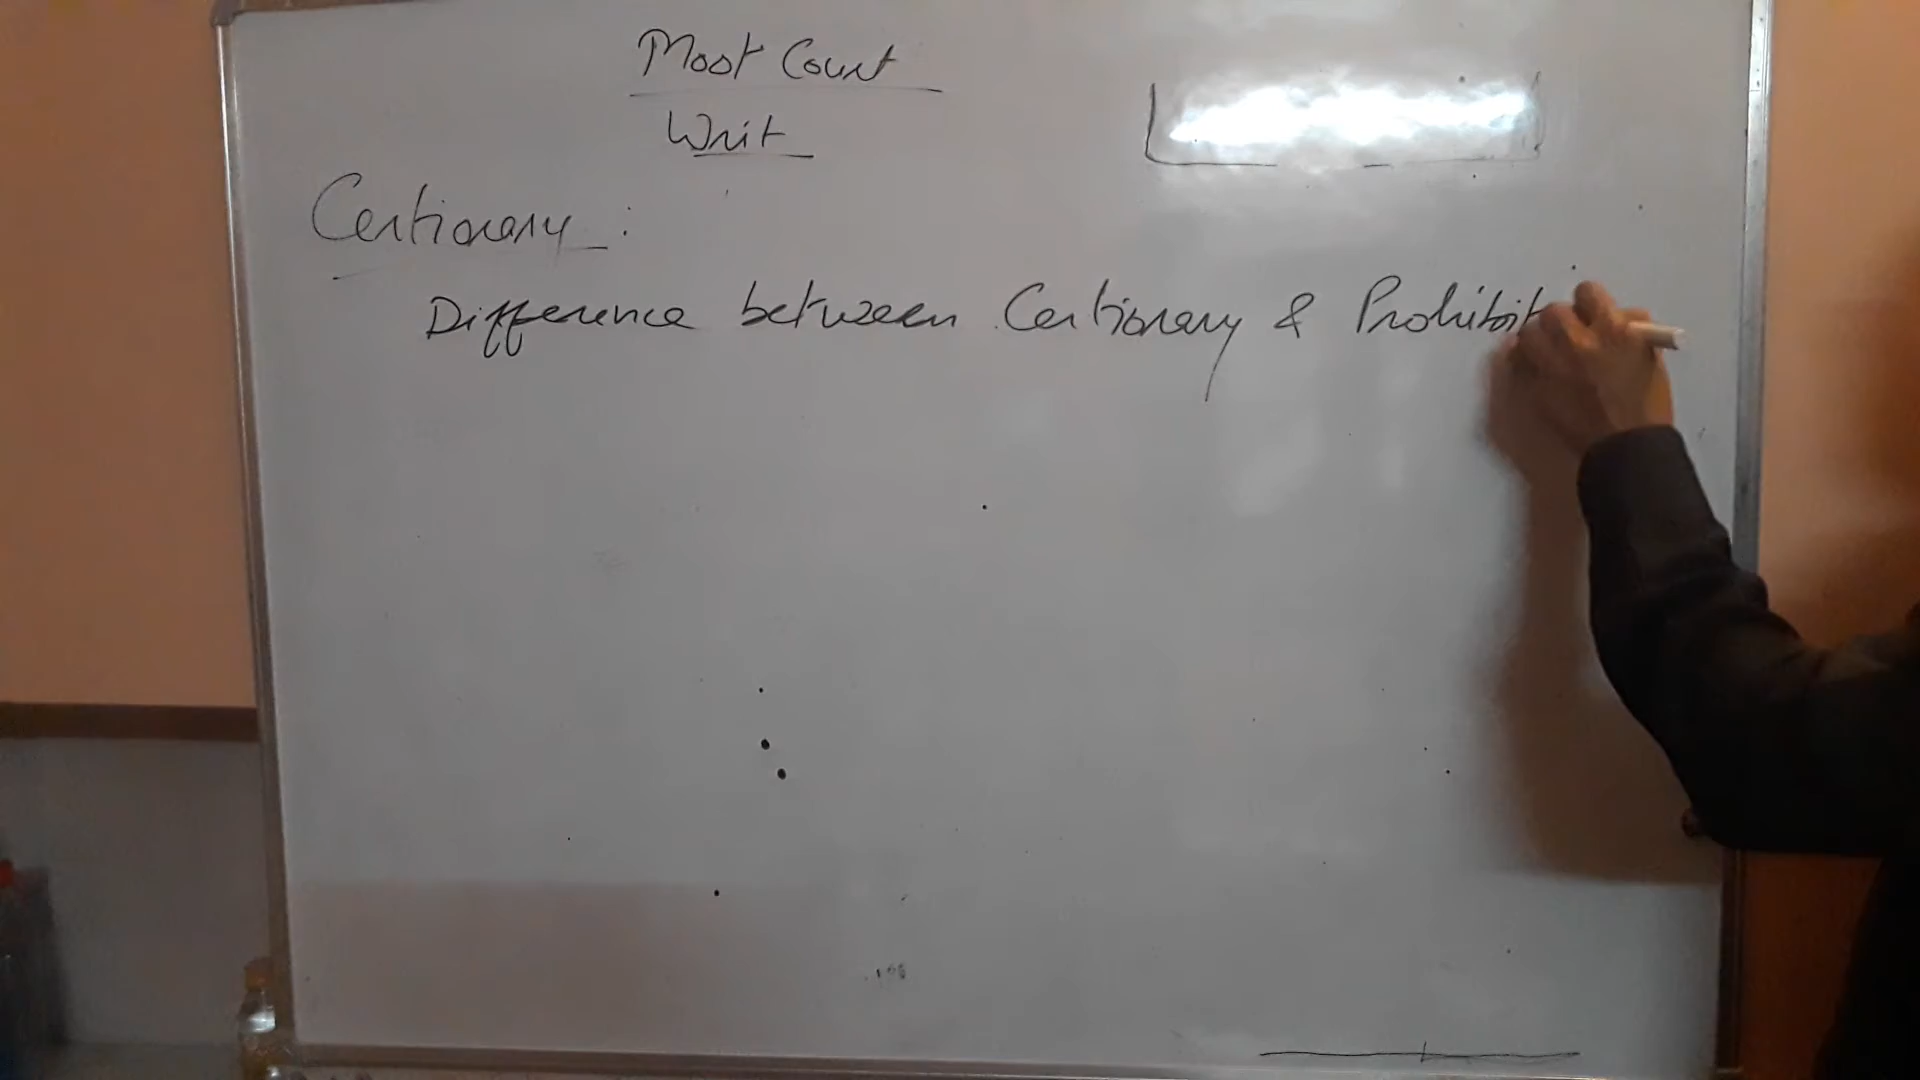 Moot Court
Writ
Certiorary :
Difference between Certiorary & Prohibit